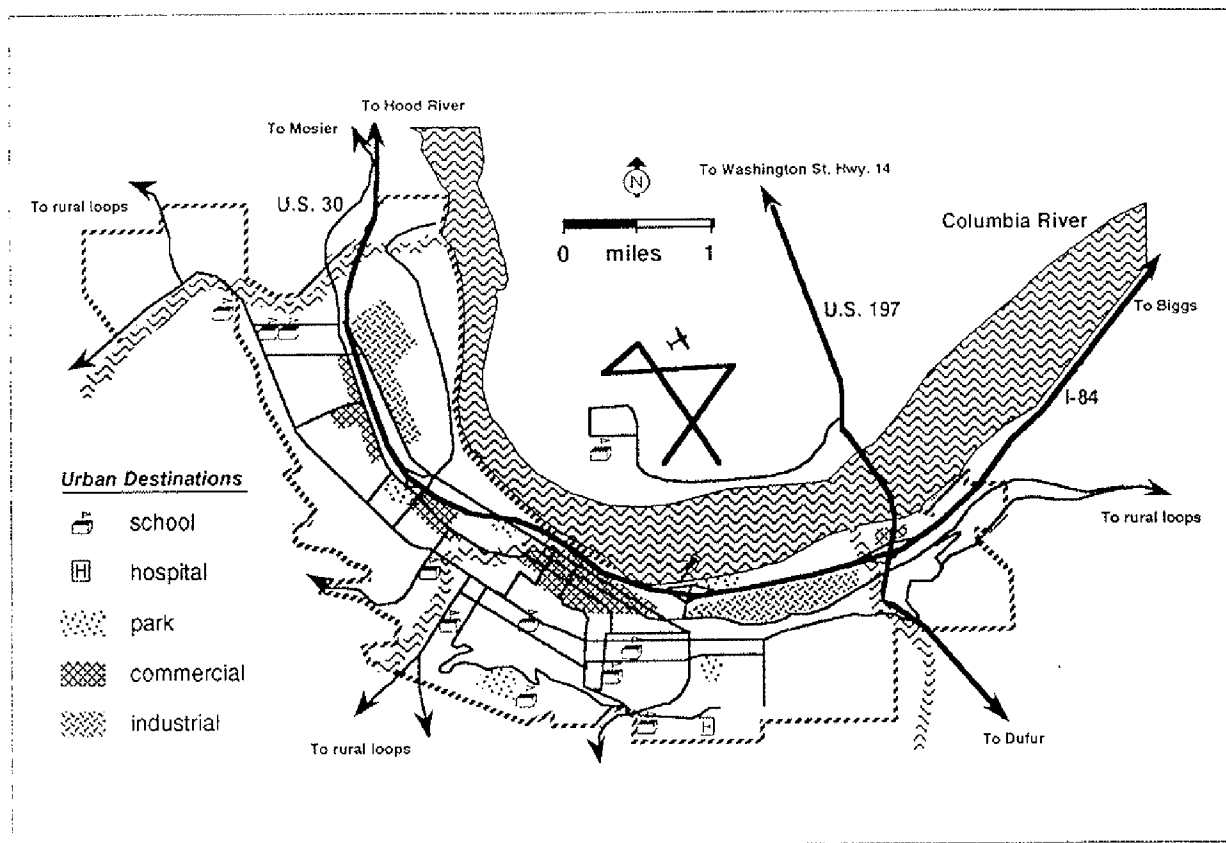 To Hood River
To Mosier
To Washington St. Hwy. 14
N
To rural loops
U.S. 30
Columbia River
0 miles 1
U.S. 197
To Biggs
I-84
Urban Destinations
school
To rural loops
H hospital
park
commercial
industrial
H
To rural loops
To Dufur